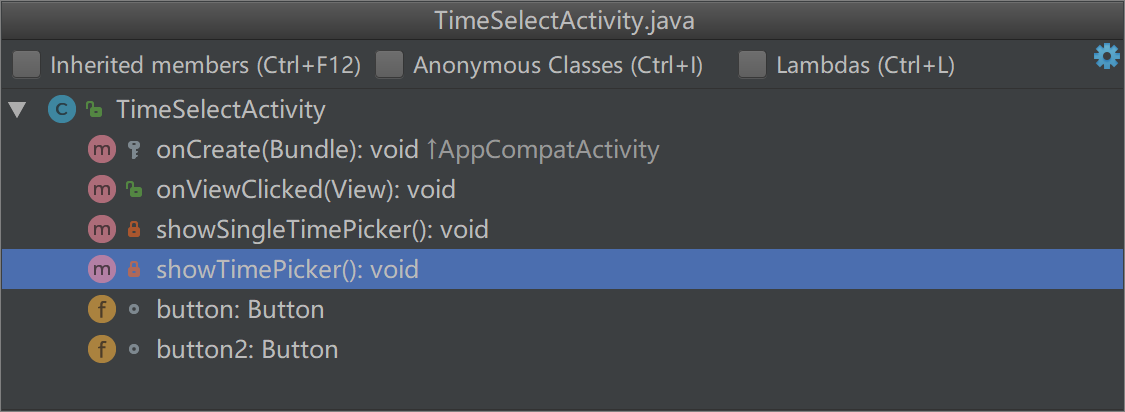 TimeSelectActivity.java
Inherited members (Ctrl+F12) Anonymous Classes (Ctrl+I) Lambdas (Ctrl+L)
C TimeSelectActivity
m onCreate(Bundle): void ↑AppCompatActivity
m onViewClicked(View): void
m showSingleTimePicker(): void
m showTimePicker(): void
f button: Button
f button2: Button